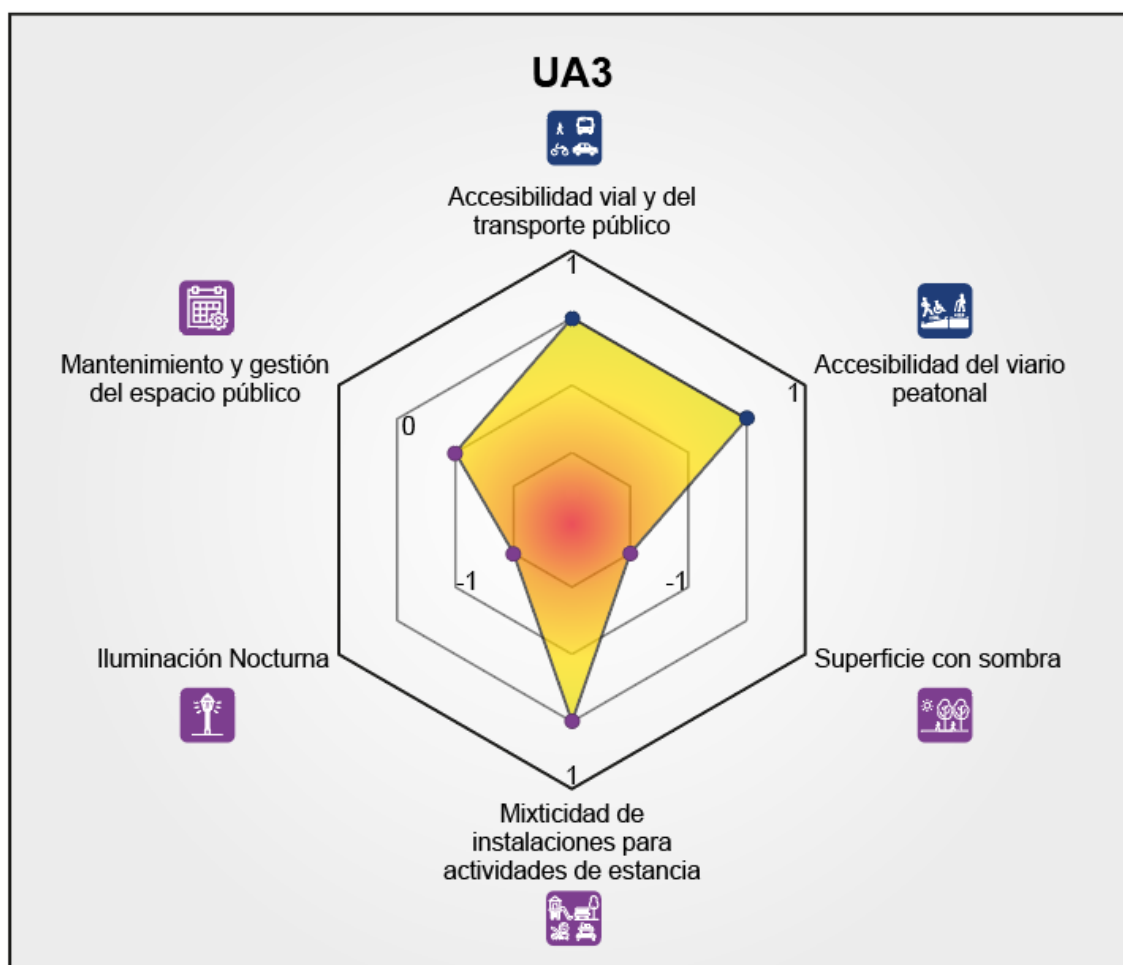 UA3
Accesibilidad vial y del
transporte público
1
Mantenimiento y gestión
del espacio público
Accesibilidad del viario
peatonal
1
0
-1
-1
Iluminación Nocturna
Superficie con sombra
1
Mixticidad de
instalaciones para
actividades de estancia